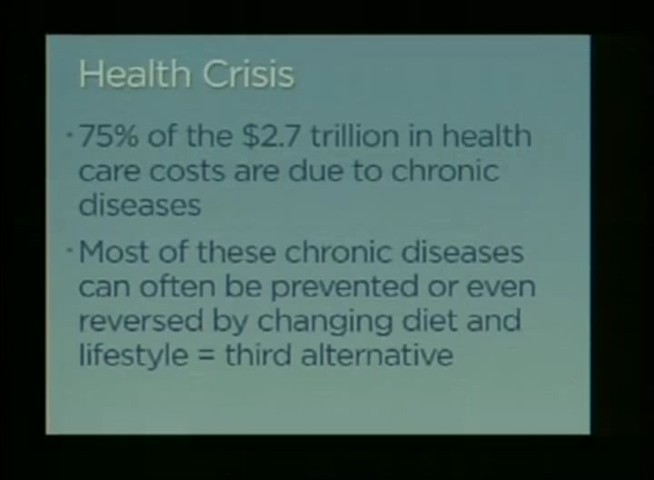 Health Crisis
• 75% of the $2.7 trillion in health
care costs are due to chronic
diseases
• Most of these chronic diseases
can often be prevented or even
reversed by changing diet and
lifestyle = third alternative